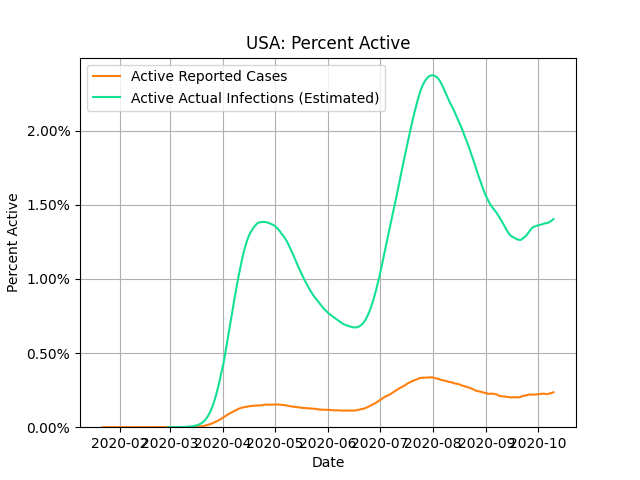 USA: Percent Active
Active Reported Cases
Active Actual Infections (Estimated)
2.00%
1.50%
1.00%
0.50%
0.00%
Percent Active
2020-02 2020-03 2020-04 2020-05 2020-06 2020-07 2020-08 2020-09 2020-10
Date